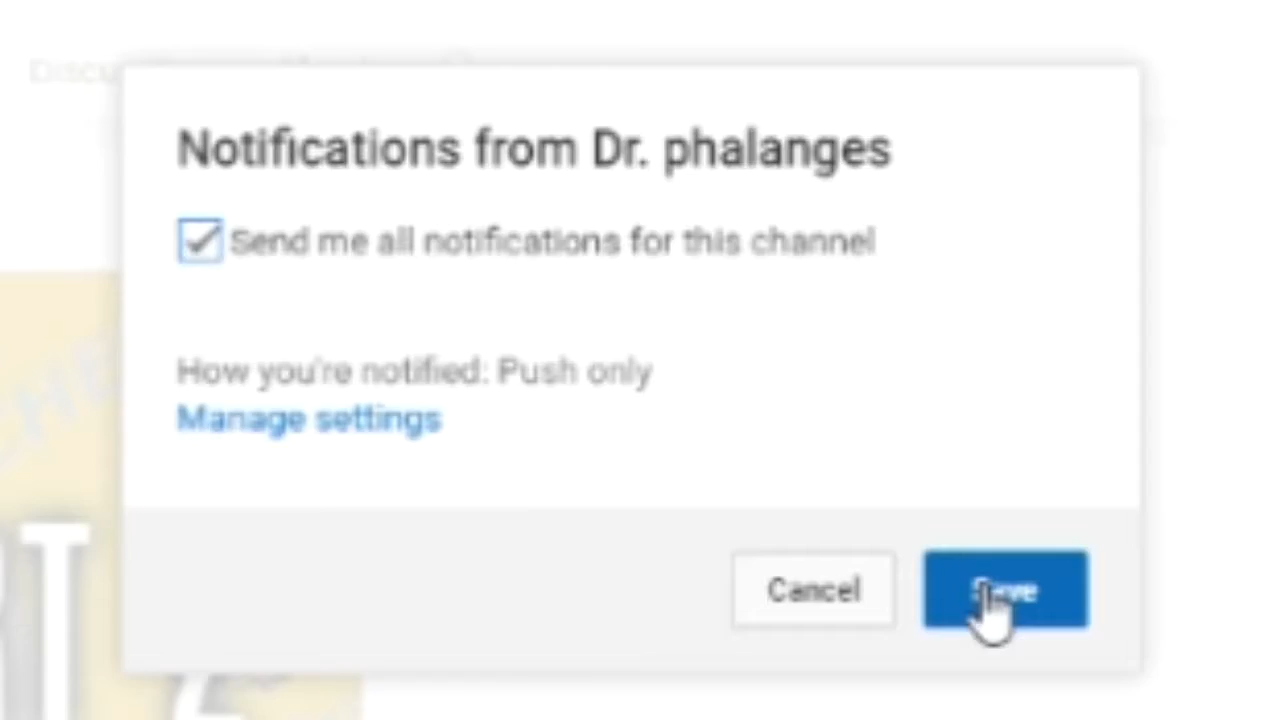 Notifications from Dr. phalanges
Send me all notifications for this channel
How you're notified: Push only
Manage settings
Cancel